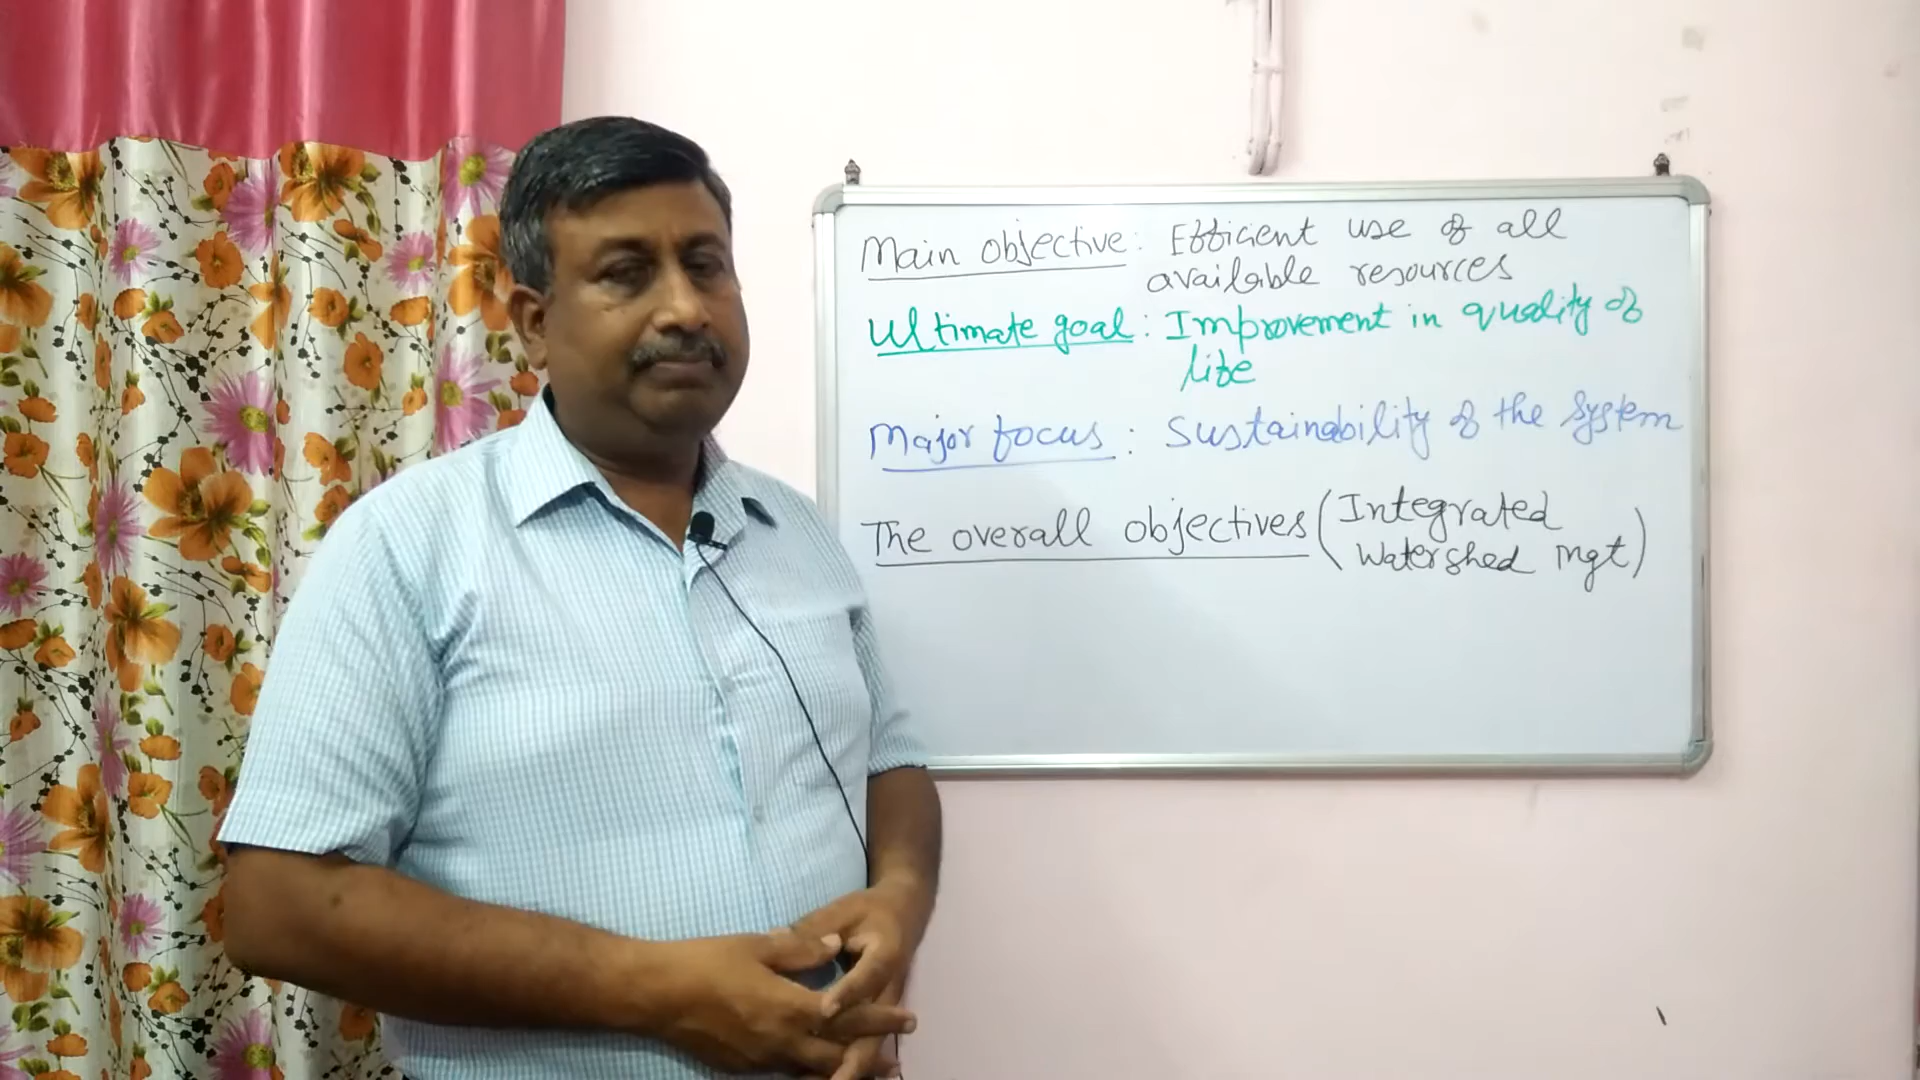 Main objective: Efficient use of all
available resources
Ultimate goal: Improvement in quality of
life
Major focus: Sustainability of the system
The overall objectives (Integrated
Watershed mgt)